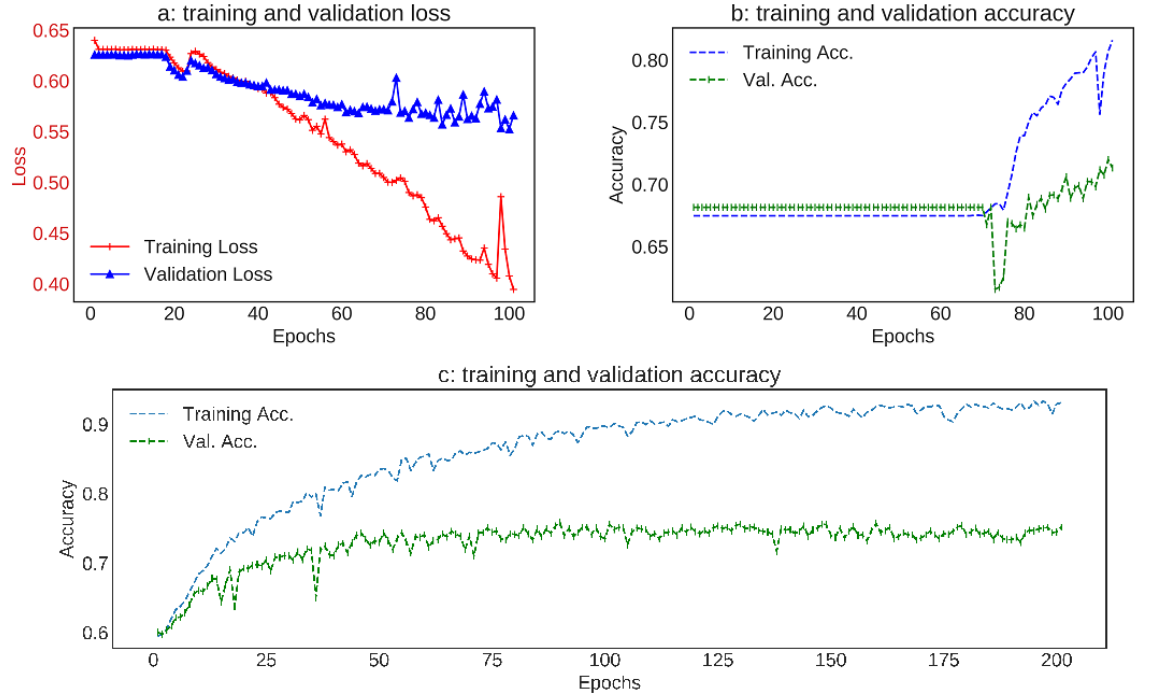 a: training and validation loss
0.65
0.60
0.55
0.50
0.45
0.40
Loss
Training Loss
Validation Loss
0 20 40 60 80 100
Epochs
b: training and validation accuracy
0.80
0.75
0.70
0.65
Accuracy
Training Acc.
Val. Acc.
0 20 40 60 80 100
Epochs
c: training and validation accuracy
0.9
0.8
0.7
0.6
Accuracy
Training Acc.
Val. Acc.
0 25 50 75 100 125 150 175 200
Epochs